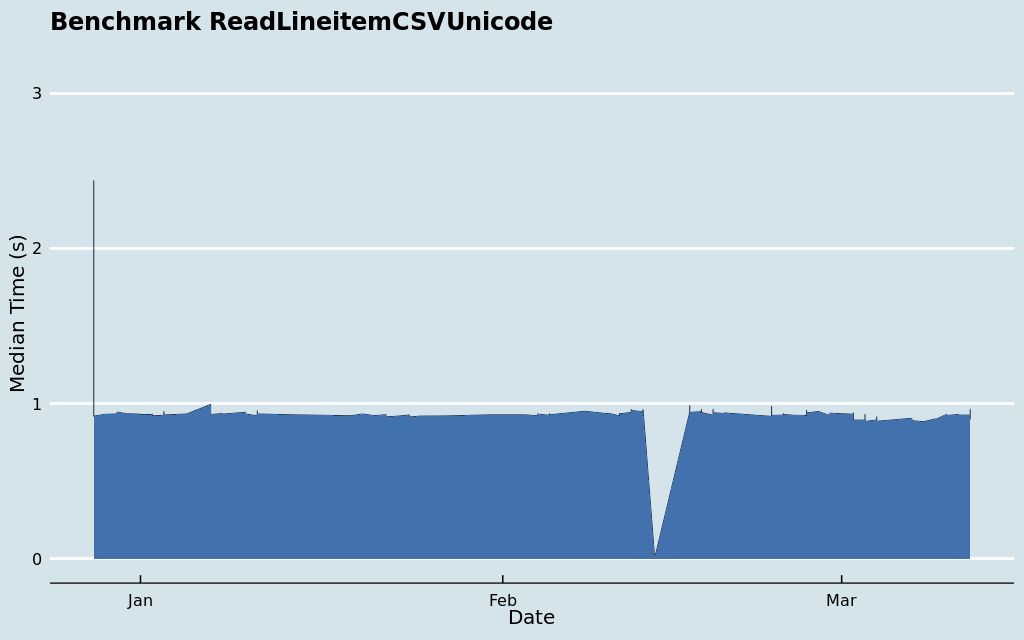 Benchmark ReadLineitemCSVUnicode
Median Time (s)
3
2
1
0
Jan Feb Mar
Date